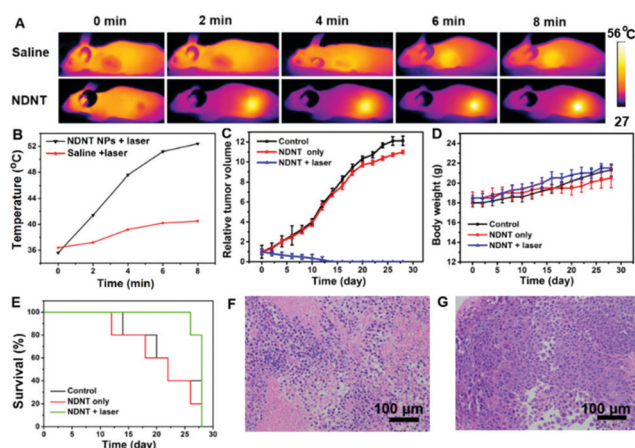 A
0 min 2 min 4 min 6 min 8 min
Saline
NDNT
56 °C
27
B
NDNT NPs + laser
Saline +laser
52
48
44
40
36
Temperature (°C)
0 2 4 6 8
Time (min)
C
Control
NDNT only
NDNT + laser
12
10
8
6
4
2
0
Relative tumor volume
0 5 10 15 20 25 30
Time (day)
D
24
22
20
18
16
14
12
Body weight (g)
Control
NDNT only
NDNT + laser
0 5 10 15 20 25 30
Time (day)
E
100
80
60
40
20
0
Survival (%)
Control
NDNT only
NDNT + laser
0 5 10 15 20 25 30
Time (day)
F
100 µm
G
100 µm